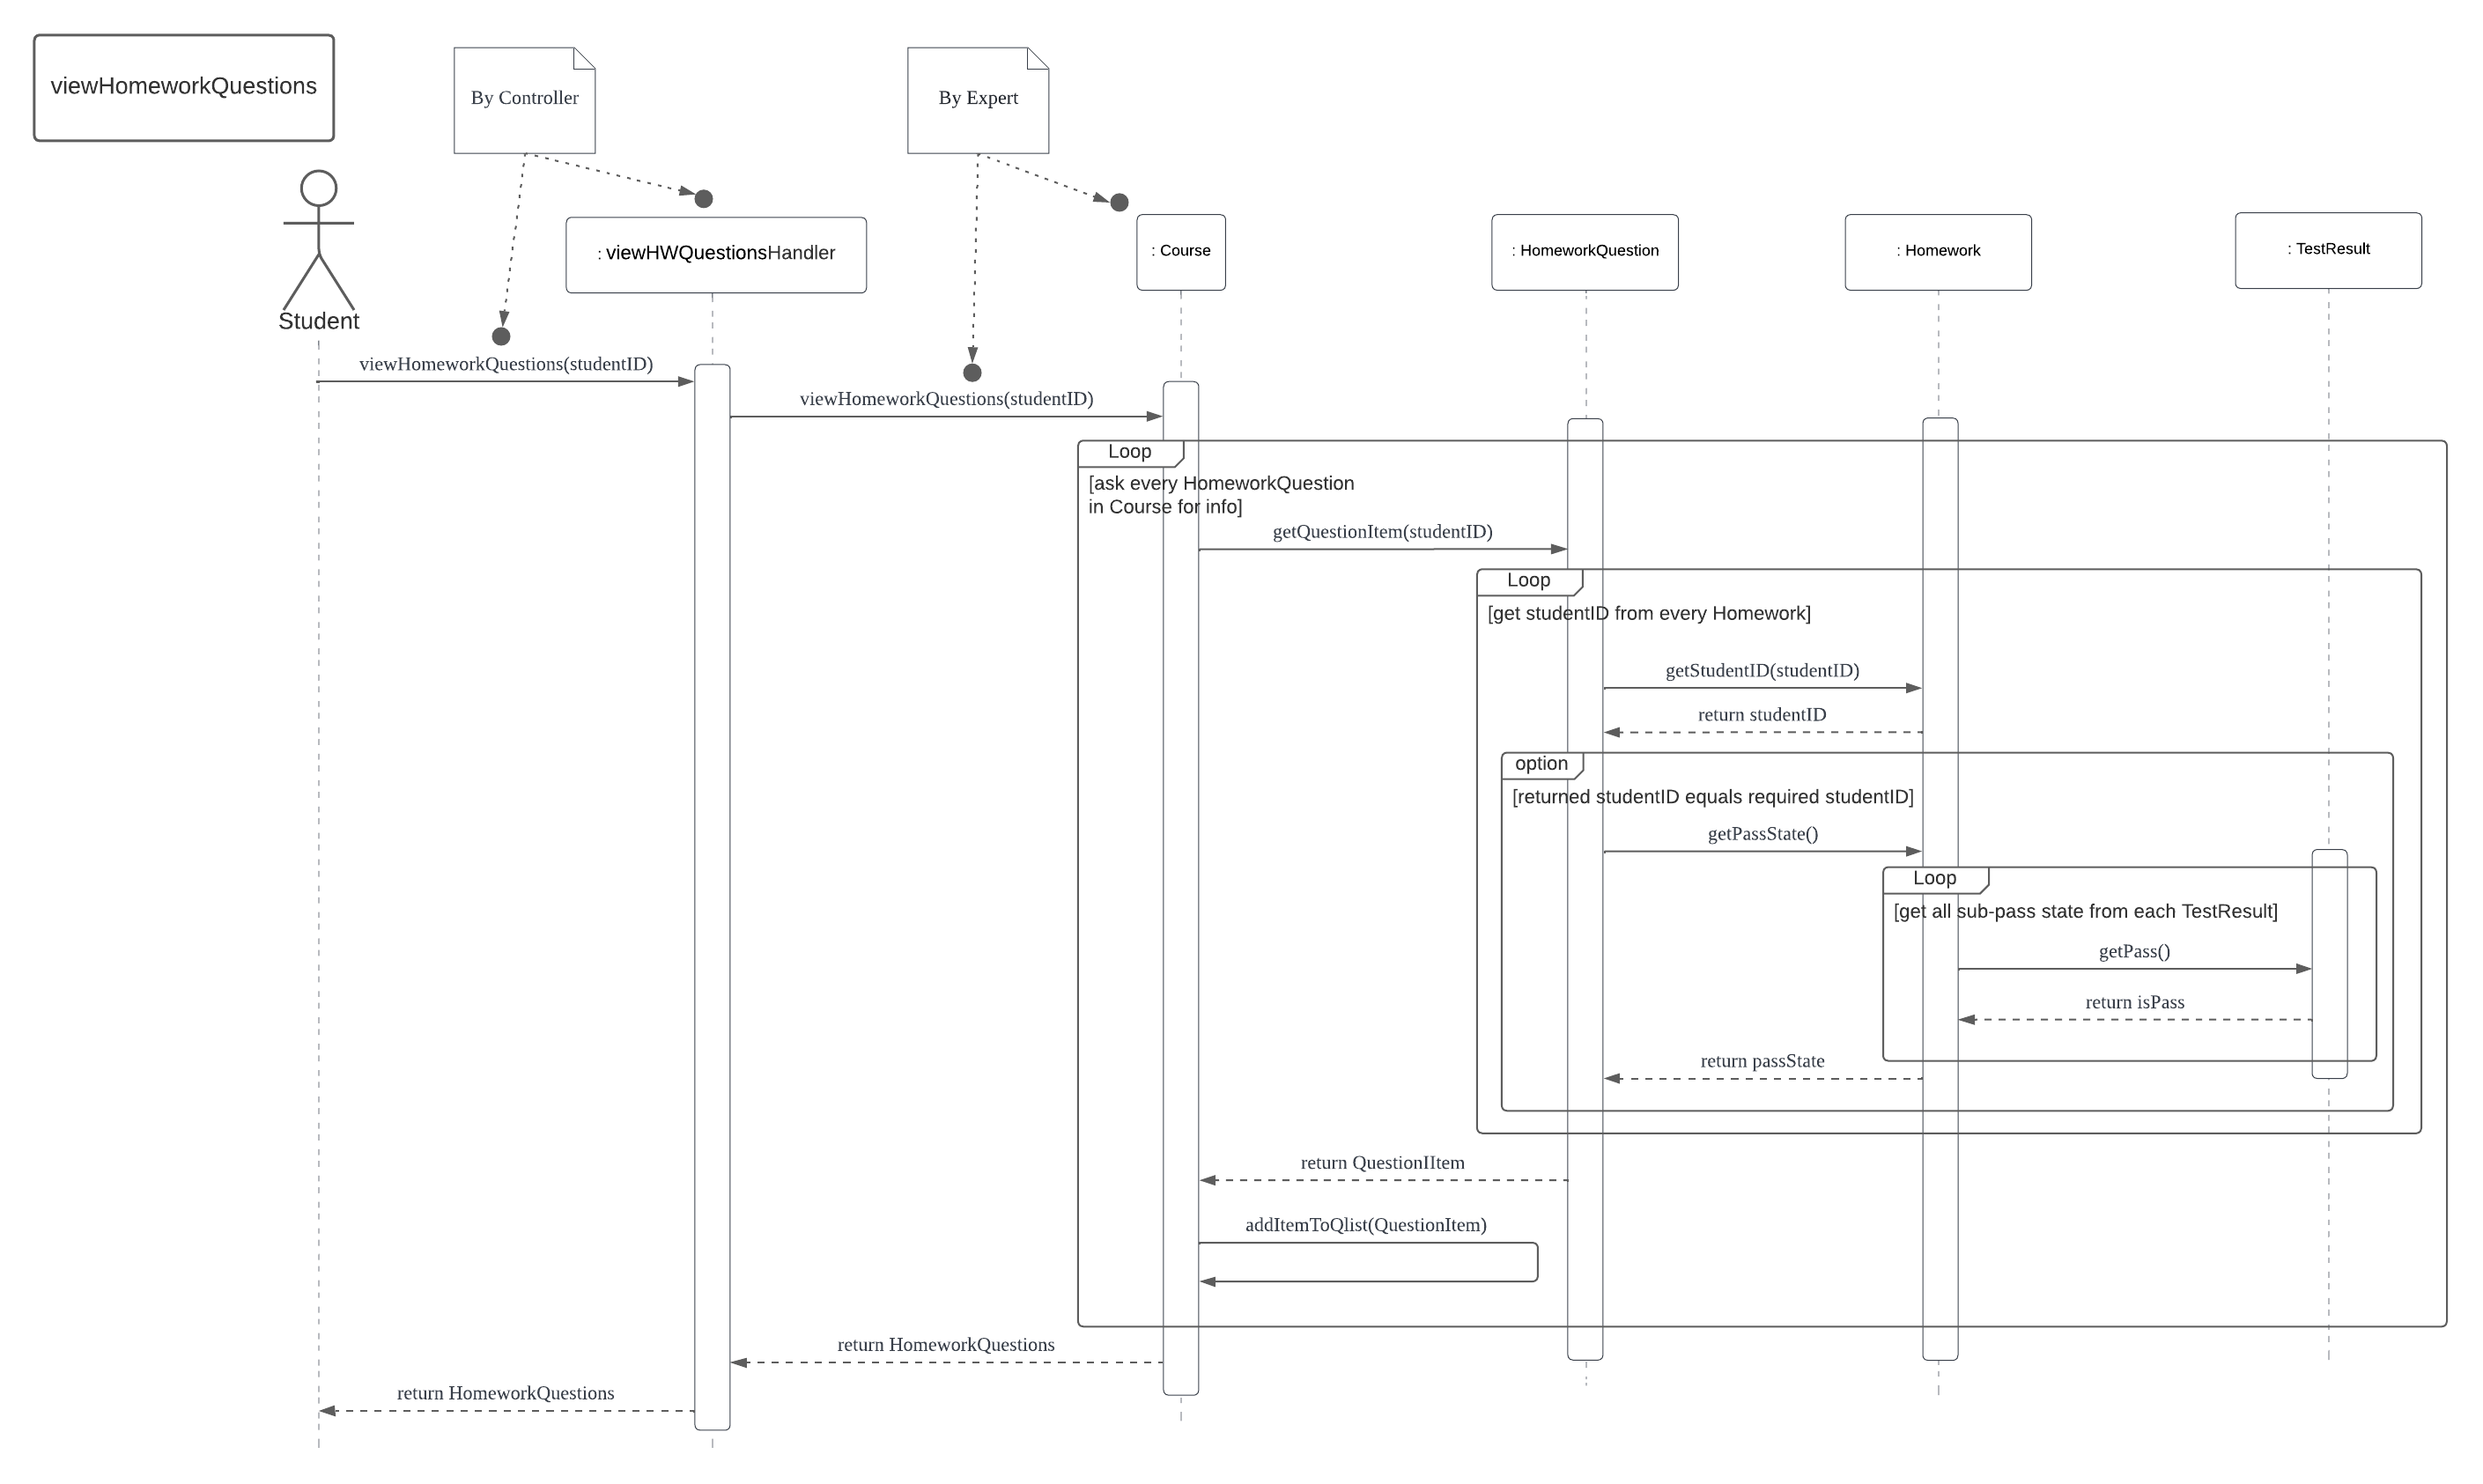 viewHomeworkQuestions
By Controller
By Expert
: viewHWQuestionsHandler
: Course
: HomeworkQuestion
: Homework
: TestResult
Student
viewHomeworkQuestions(studentID)
viewHomeworkQuestions(studentID)
Loop
[ask every HomeworkQuestion
in Course for info]
getQuestionItem(studentID)
Loop
[get studentID from every Homework]
getStudentID(studentID)
return studentID
option
[returned studentID equals required studentID]
getPassState()
Loop
[get all sub-pass state from each TestResult]
getPass()
return isPass
return passState
return QuestionIItem
addItemToQlist(QuestionItem)
return HomeworkQuestions
return HomeworkQuestions